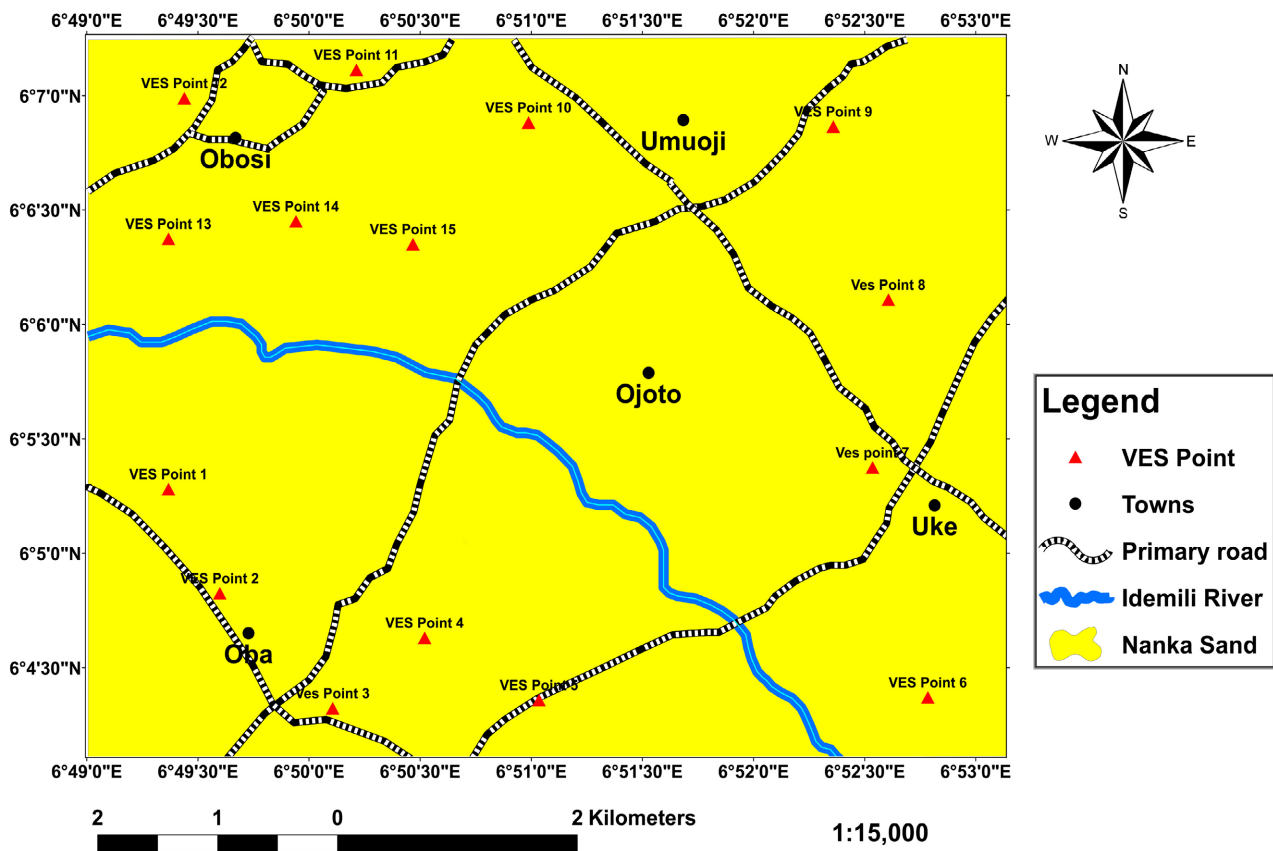 6°49'0"E 6°49'30"E 6°50'0"E 6°50'30"E 6°51'0"E 6°51'30"E 6°52'0"E 6°52'30"E 6°53'0"E
VES Point 11
VES Point 12
6°7'0"N
VES Point 10
VES Point 9
Umuoji
Obosi
N
W E
S
6°6'30"N
VES Point 14
VES Point 13
VES Point 15
Ves Point 8
6°6'0"N
Ojoto
6°5'30"N
Ves point 7
VES Point 1
Uke
6°5'0"N
VES Point 2
VES Point 4
Oba
6°4'30"N
Ves Point 3
VES Point 5
VES Point 6
6°49'0"E 6°49'30"E 6°50'0"E 6°50'30"E 6°51'0"E 6°51'30"E 6°52'0"E 6°52'30"E 6°53'0"E
Legend
VES Point
Towns
Primary road
Idemili River
Nanka Sand
2 1 0 2 Kilometers
1:15,000